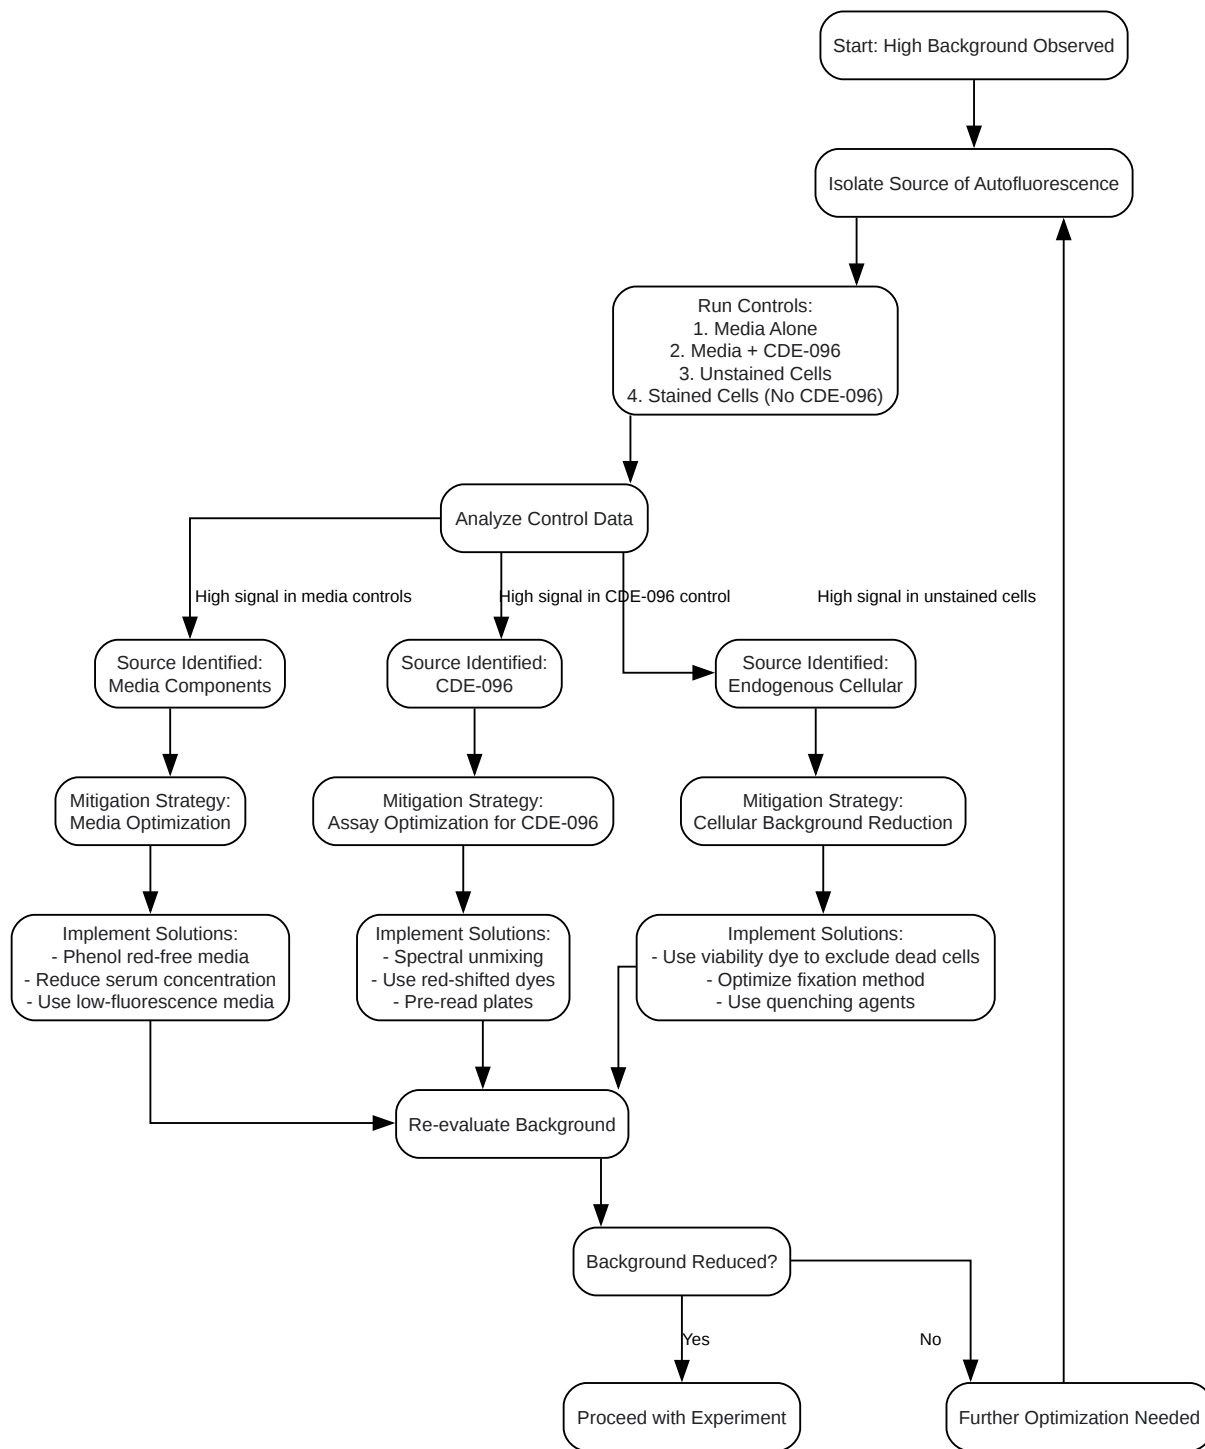 Start: High Background Observed
Isolate Source of Autofluorescence
Run Controls:
1. Media Alone
2. Media + CDE-096
3. Unstained Cells
4. Stained Cells (No CDE-096)
Analyze Control Data
High signal in media controls
High signal in CDE-096 control
High signal in unstained cells
Source Identified:
Media Components
Source Identified:
CDE-096
Source Identified:
Endogenous Cellular
Mitigation Strategy:
Media Optimization
Mitigation Strategy:
Assay Optimization for CDE-096
Mitigation Strategy:
Cellular Background Reduction
Implement Solutions:
- Phenol red-free media
- Reduce serum concentration
- Use low-fluorescence media
Implement Solutions:
- Spectral unmixing
- Use red-shifted dyes
- Pre-read plates
Implement Solutions:
- Use viability dye to exclude dead cells
- Optimize fixation method
- Use quenching agents
Re-evaluate Background
Background Reduced?
Yes
No
Proceed with Experiment
Further Optimization Needed